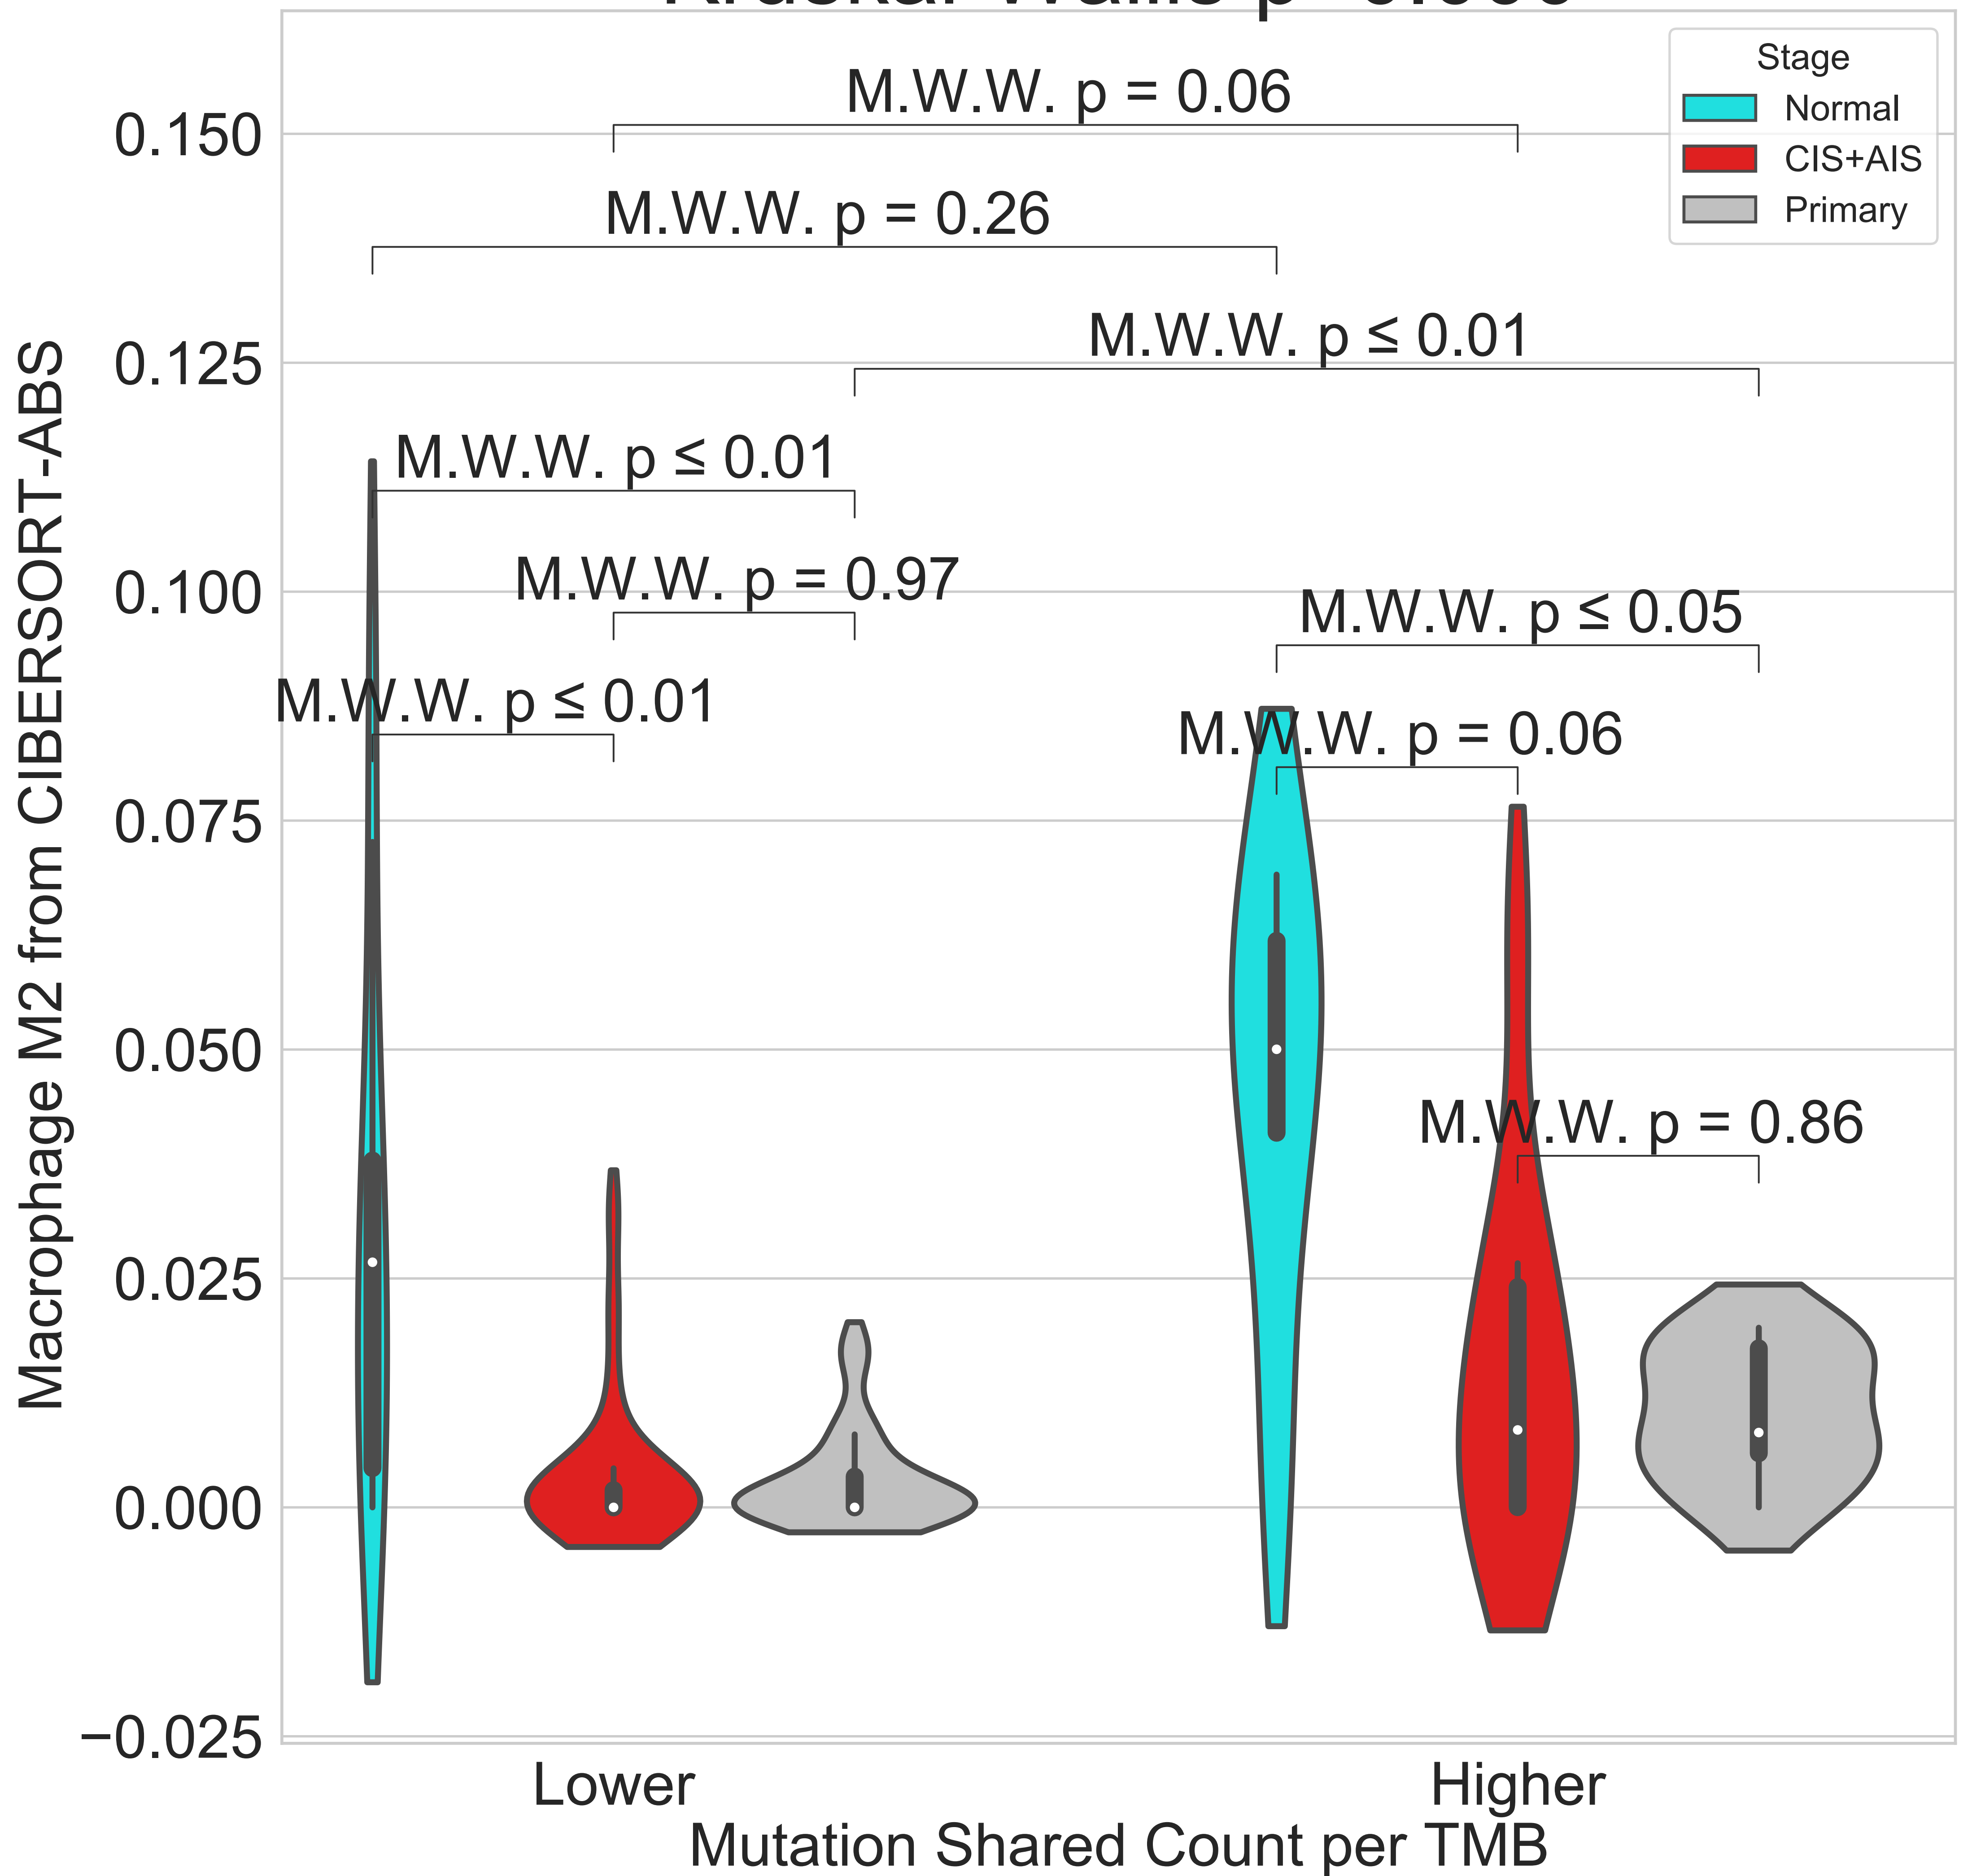 Stage
Normal
CIS+AIS
Primary
M.W.W. p = 0.06
M.W.W. p = 0.26
M.W.W. p ≤ 0.01
M.W.W. p ≤ 0.01
M.W.W. p = 0.97
M.W.W. p ≤ 0.05
M.W.W. p ≤ 0.01
M.W.W. p = 0.06
M.W.W. p = 0.86
0.150
0.125
0.100
0.075
0.050
0.025
0.000
−0.025
Macrophage M2 from CIBERSORT-ABS
Lower
Higher
Mutation Shared Count per TMB